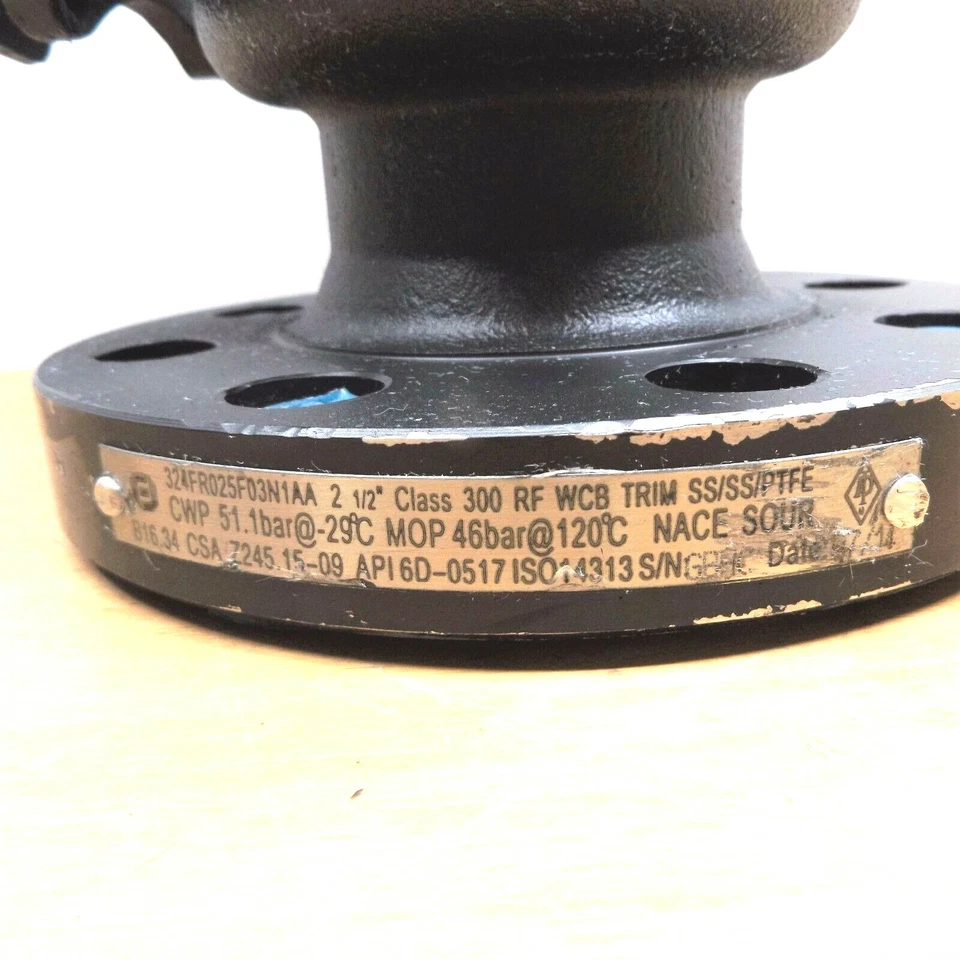 324FR025F03N1AA 2 1/2" Class 300 RF WCB TRIM SS/SS/PTFE
CWP 51.1bar@-29℃ MOP 46bar@120℃ NACE SOUR
B16.34 CSA Z245.15-09 API 6D-0517 ISO14313 S/N Date